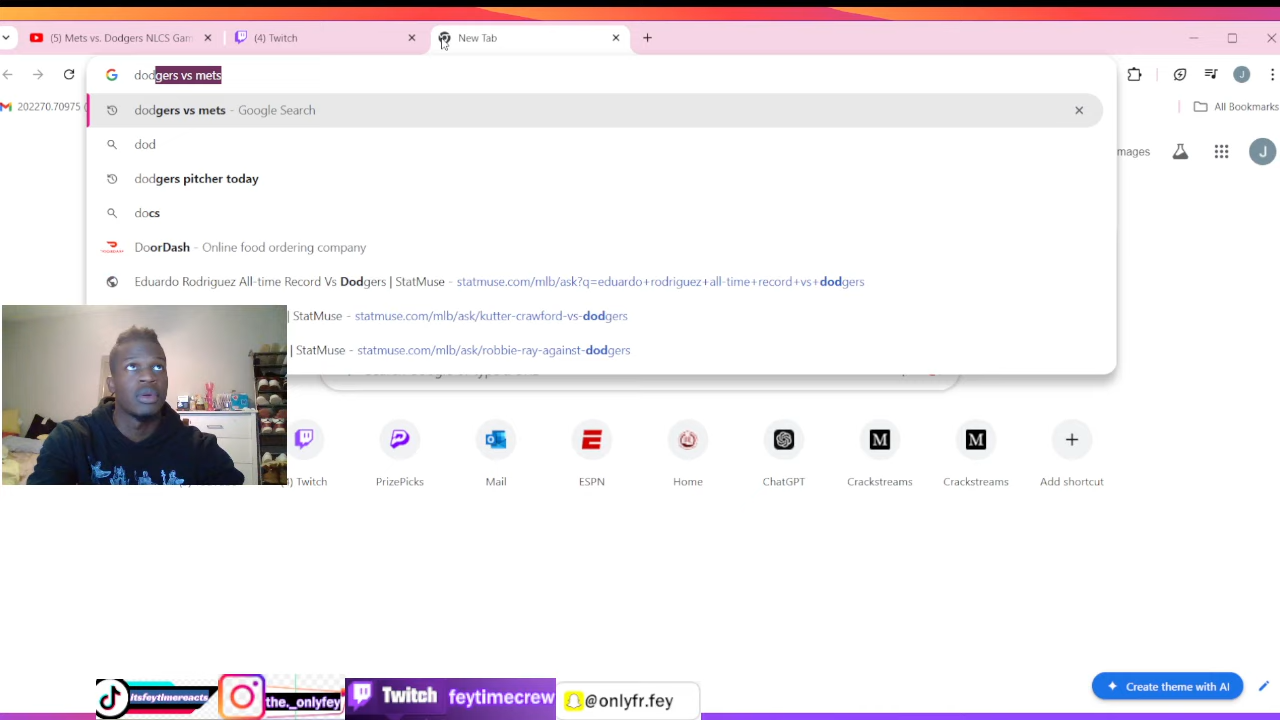 (5) Mets vs. Dodgers NLCS Gam
(4) Twitch
New Tab
dodgers vs mets
202270.70975 (
All Bookmarks
dodgers vs mets - Google Search
dod
mages
J
dodgers pitcher today
docs
DoorDash - Online food ordering company
Eduardo Rodriguez All-time Record Vs Dodgers | StatMuse - statmuse.com/mlb/ask?q=eduardo+rodriguez+all-time+record+vs+dodgers
| StatMuse - statmuse.com/mlb/ask/kutter-crawford-vs-dodgers
| StatMuse - statmuse.com/mlb/ask/robbie-ray-against-dodgers
) Twitch
PrizePicks
Mail
ESPN
Home
ChatGPT
Crackstreams
Crackstreams
Add shortcut
Create theme with AI
itsfeytimereacts
the._onlyfey
Twitch
feytimecrew
@onlyfr.fey